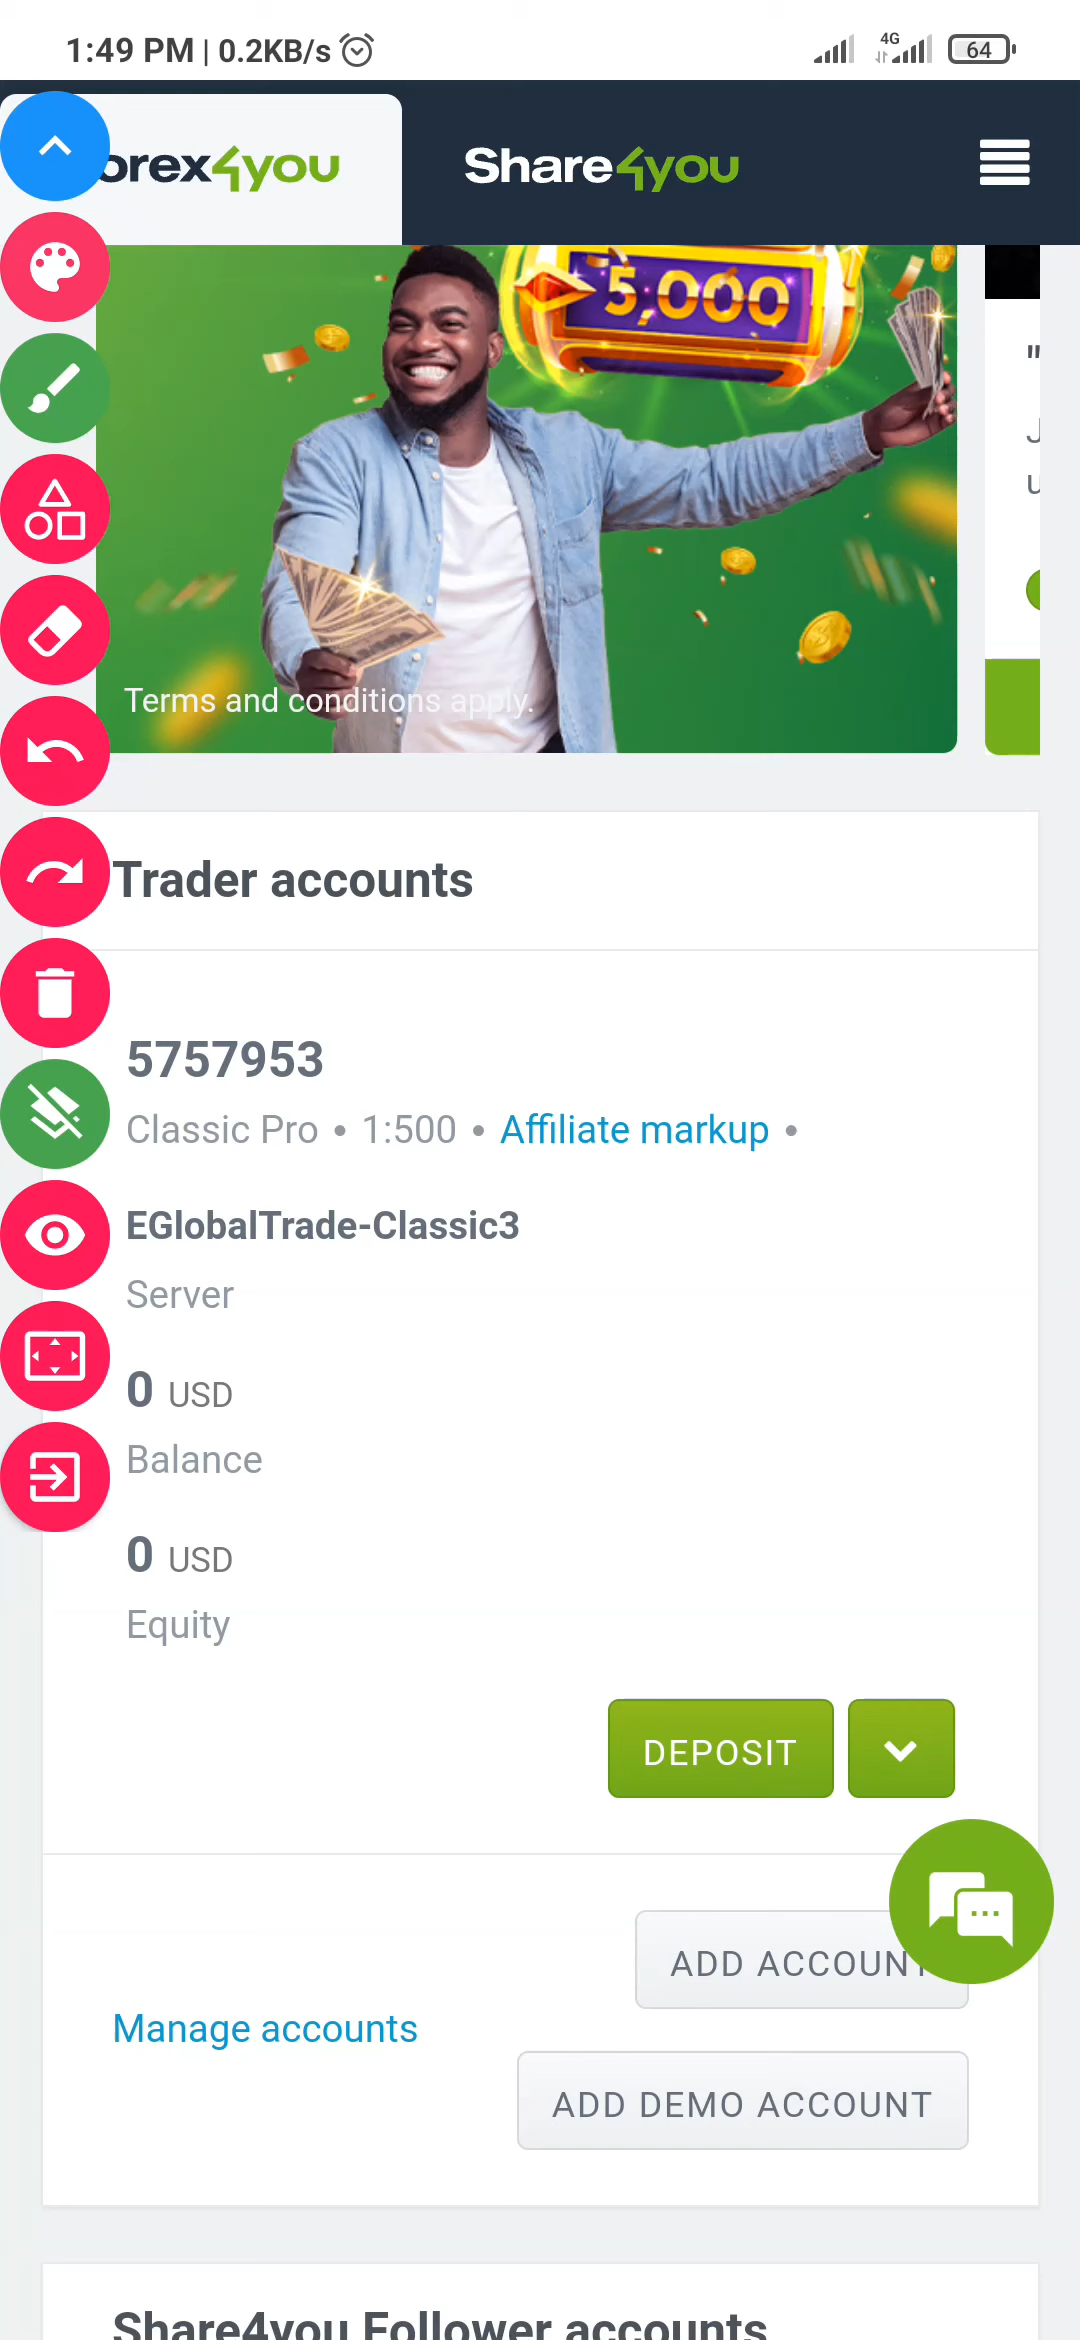 1:49 PM | 0.2KB/s
4G
64
orex4you
Share4you
5,000
"
J
u
Terms and conditions apply.
Trader accounts
5757953
Classic Pro • 1:500 • Affiliate markup •
EGlobalTrade-Classic3
Server
0 USD
Balance
0 USD
Equity
DEPOSIT
ADD ACCOUNT
Manage accounts
ADD DEMO ACCOUNT
Share4you Follower accounts